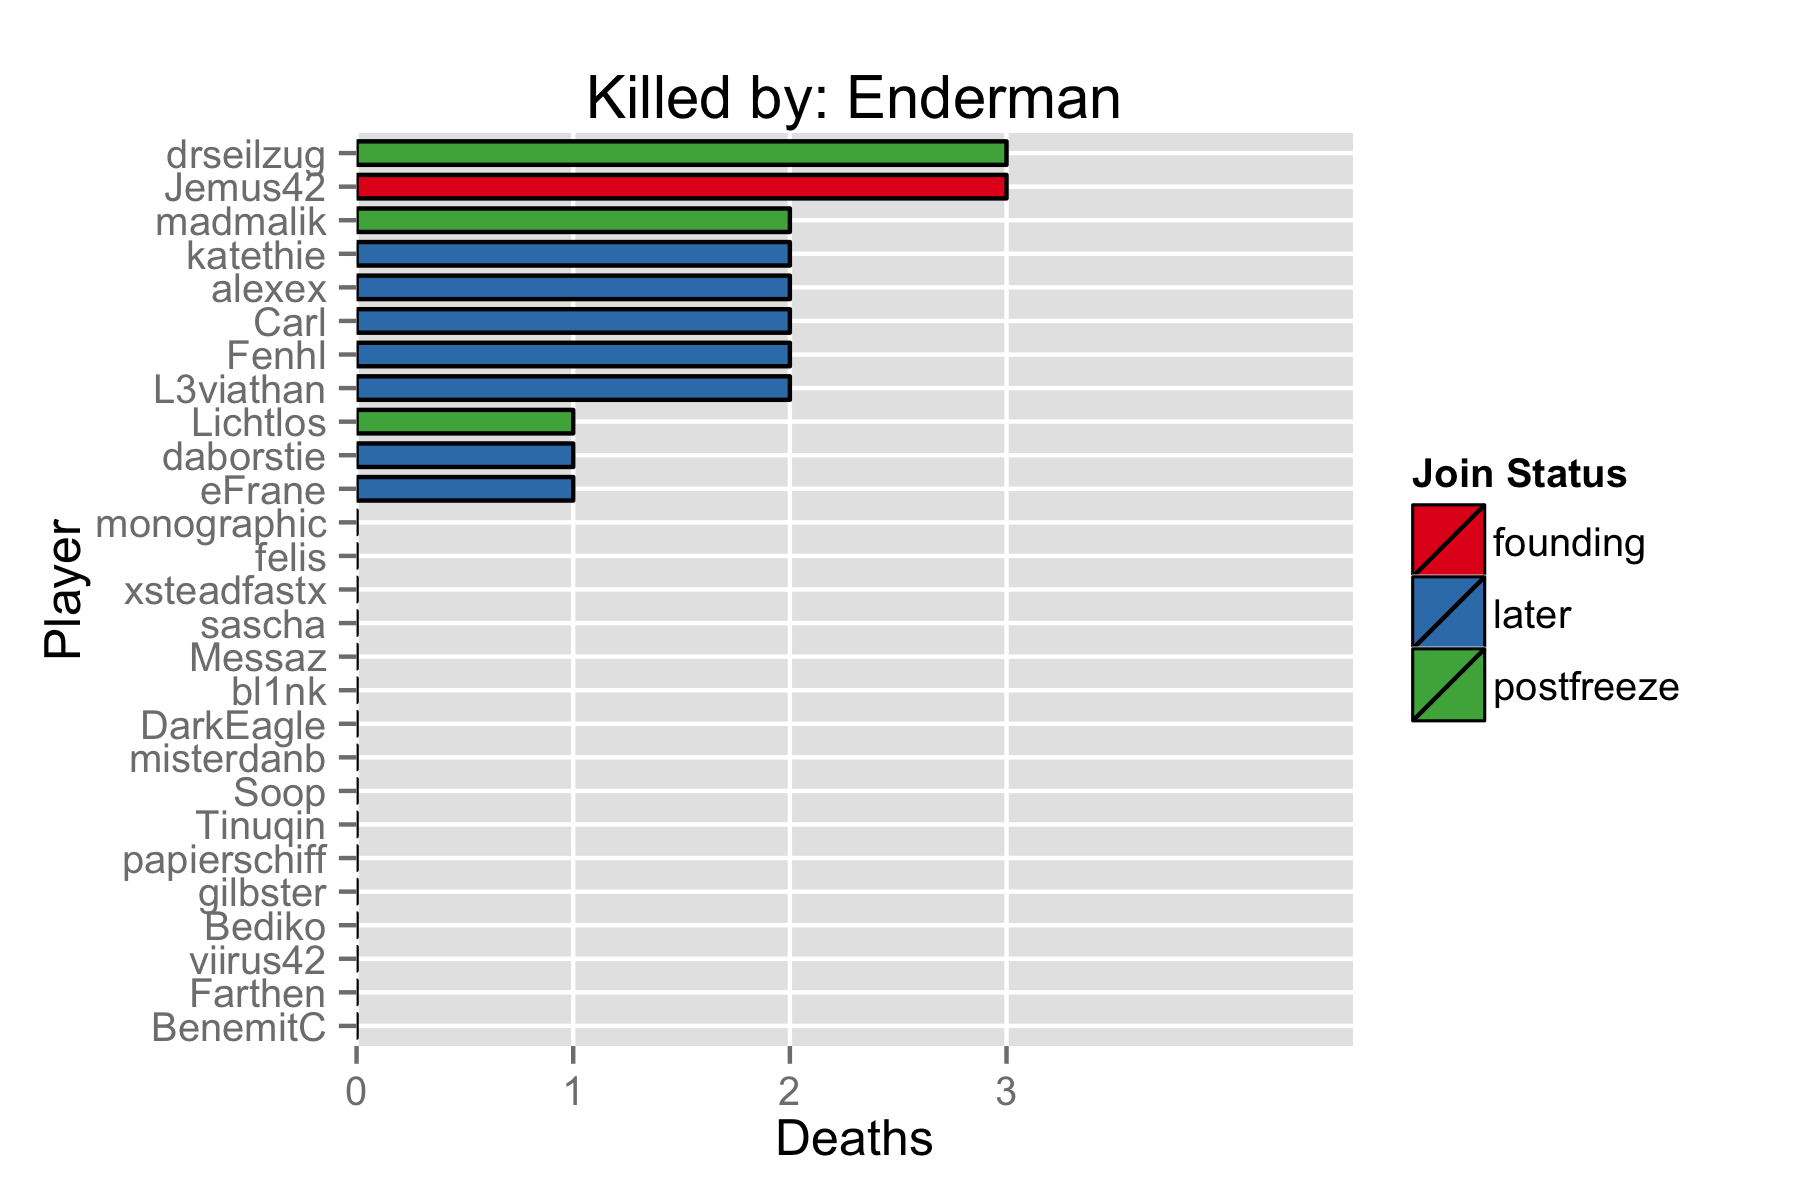 Killed by: Enderman
drseilzug
Jemus42
madmalik
katethie
alexex
Carl
Fenhl
L3viathan
Lichtlos
daborstie
eFrane
monographic
felis
xsteadfastx
sascha
Messaz
bl1nk
DarkEagle
misterdanb
Soop
Tinuqin
papierschiff
gilbster
Bediko
viirus42
Farthen
BenemitC
Player
0 1 2 3
Deaths
Join Status
founding
later
postfreeze